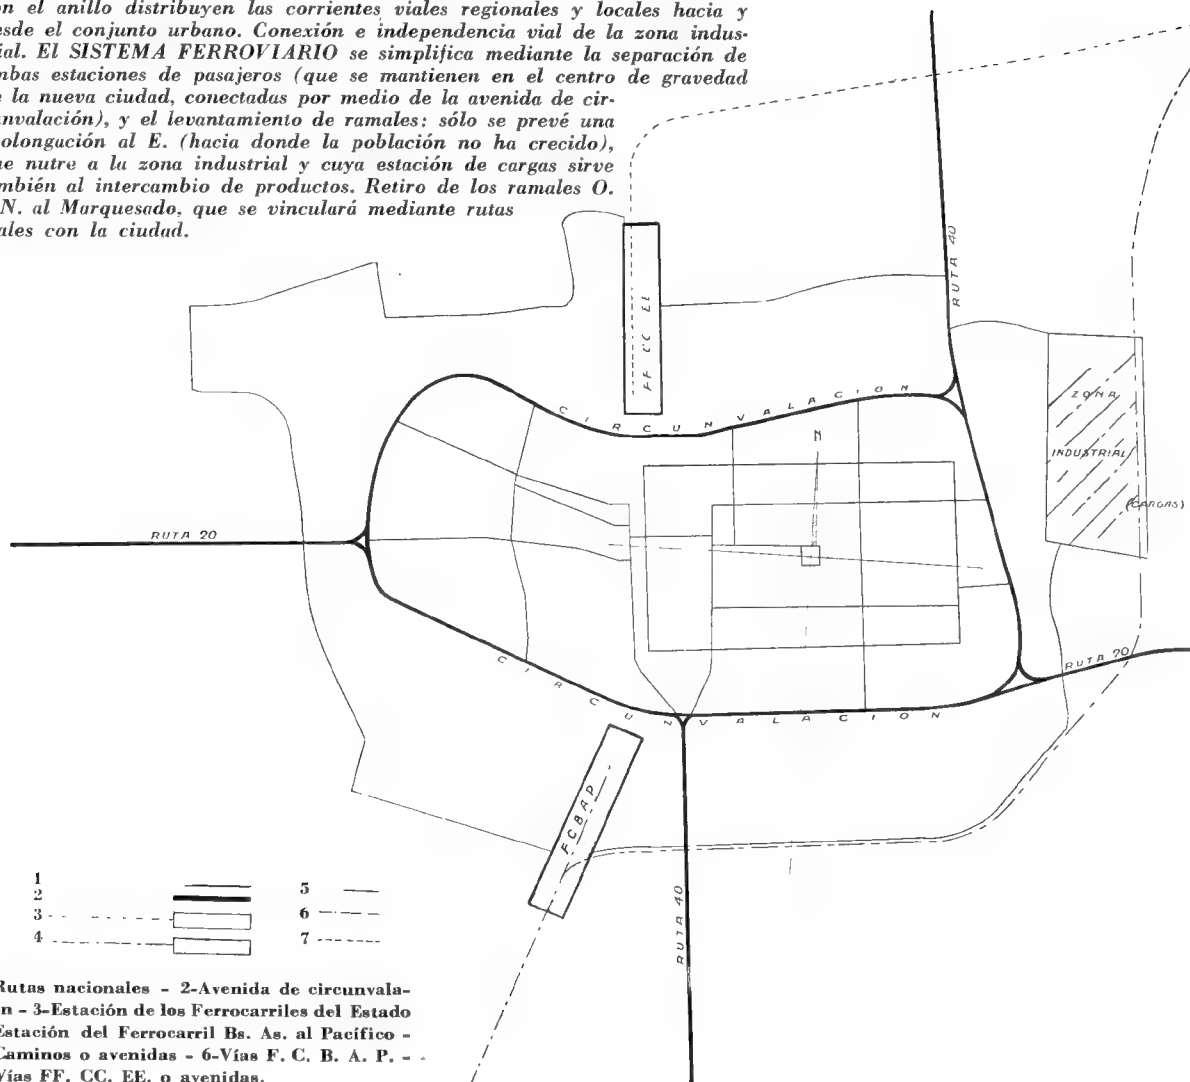 on el anillo distribuyen las corrientes viales regionales y locales hacia y
esde el conjunto urbano. Conexión e independencia vial de la zona indus-
ial. El SISTEMA FERROVIARIO se simplifica mediante la separación de
mbas estaciones de pasajeros (que se mantienen en el centro de gravedad
e la nueva ciudad, conectadas por medio de la avenida de cir-
unvalación), y el levantamiento de ramales: sólo se prevé una
olongación al E. (hacia donde la población no ha crecido),
ue nutre a la zona industrial y cuya estación de cargas sirve
mbién al intercambio de productos. Retiro de los ramales O.
N. al Marquesado, que se vinculará mediante rutas
ales con la ciudad.
RUTA 40
FF CC EE
CIRCUNVALACION
N
ZONA
INDUSTRIAL
(CARGAS)
RUTA 20
RUTA 20
CIRCUNVALACION
F.C.B.A.P
RUTA 40
1
2
3
4
5
6
7
Rutas nacionales - 2-Avenida de circunvala-
n - 3-Estación de los Ferrocarriles del Estado
Estación del Ferrocarril Bs. As. al Pacífico -
Caminos o avenidas - 6-Vías F. C. B. A. P. -
Vías FF. CC. EE. o avenidas.